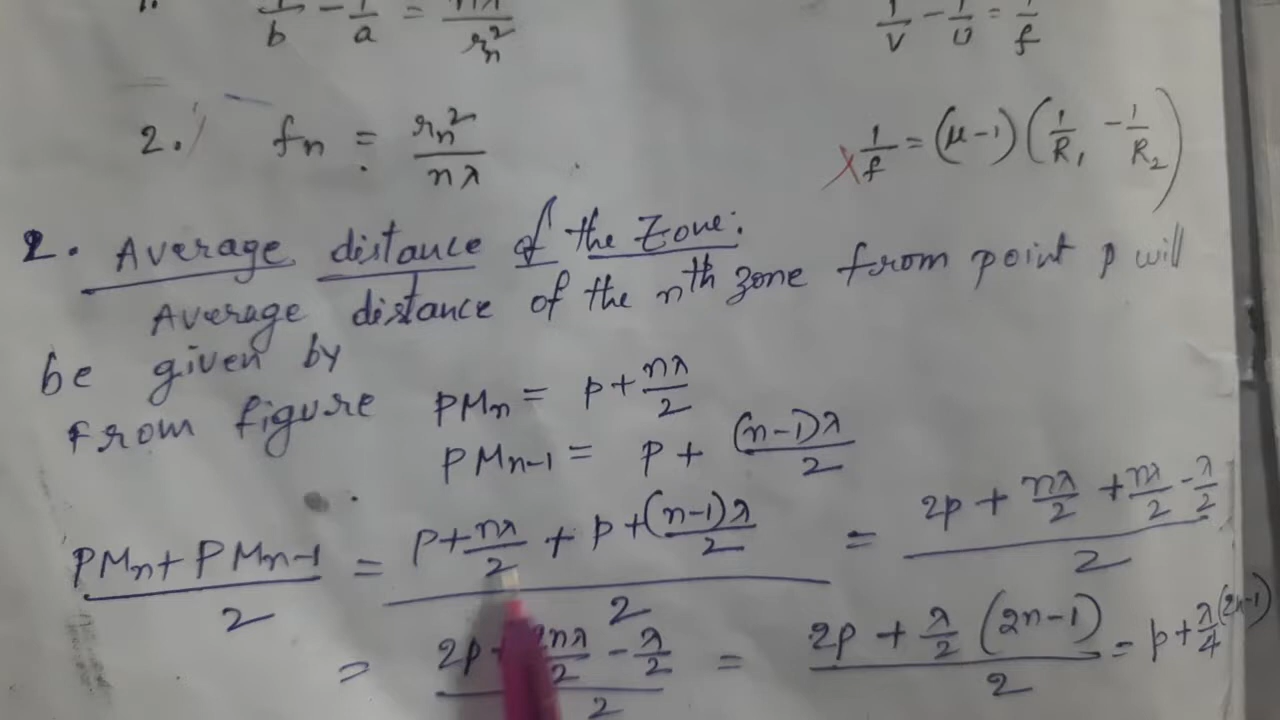 1. 1/b - 1/a = nλ/rn² 1/v - 1/u = 1/f
2. fn = rn²/nλ x 1/f = (μ-1) (1/R1 - 1/R2)
2. Average distance of the Zone:
Average distance of the nth zone from point p will
be given by
From figure PMn = p + nλ/2
PMn-1 = p + (n-1)λ/2
(PMn + PMn-1)/2 = (p + nλ/2 + p + (n-1)λ/2)/2 = (2p + nλ/2 + nλ/2 - λ/2)/2
= (2p + 2nλ/2 - λ/2)/2 = (2p + λ/2 (2n-1))/2 = p + λ/4 (2n-1)